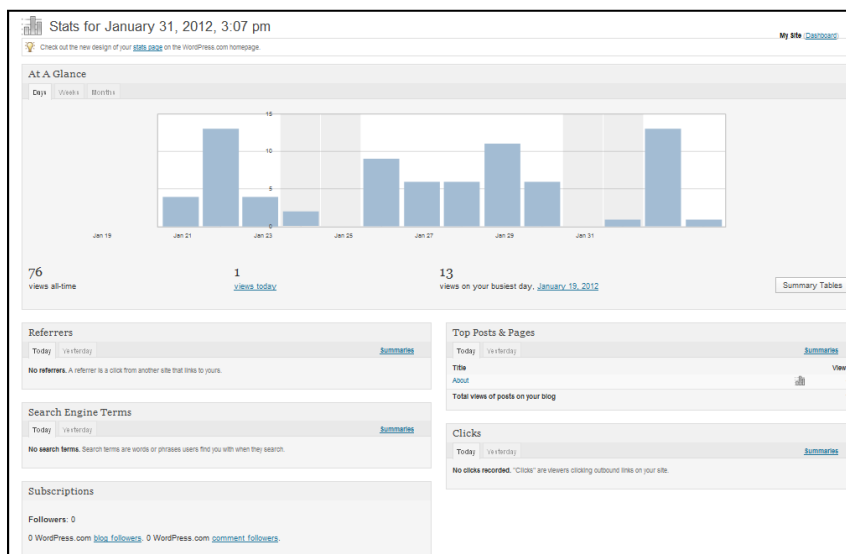 Stats for January 31, 2012, 3:07 pm
My Site (Dashboard)
Check out the new design of your stats page on the WordPress.com homepage.
At A Glance
Days Weeks Months
15
10
5
0
Jan 19 Jan 21 Jan 23 Jan 25 Jan 27 Jan 29 Jan 31
76 1 13
views all-time views today views on your busiest day, January 19, 2012 Summary Tables
Referrers
Today Yesterday Summaries
No referrers. A referrer is a click from another site that links to yours.
Search Engine Terms
Today Yesterday Summaries
No search terms. Search terms are words or phrases users find you with when they search.
Subscriptions
Followers: 0
0 WordPress.com blog followers. 0 WordPress.com comment followers.
Top Posts & Pages
Today Yesterday Summaries
Title View
About
Total views of posts on your blog
Clicks
Today Yesterday Summaries
No clicks recorded. "Clicks" are viewers clicking outbound links on your site.